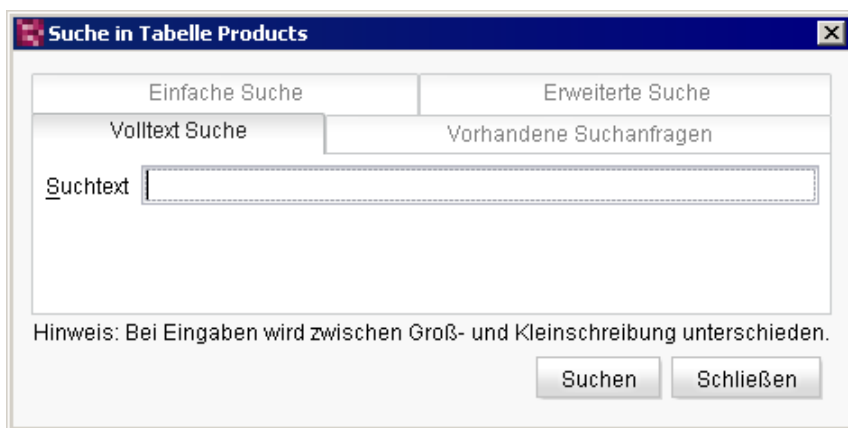 Suche in Tabelle Products
Einfache Suche
Erweiterte Suche
Volltext Suche
Vorhandene Suchanfragen
Suchtext
Hinweis: Bei Eingaben wird zwischen Groß- und Kleinschreibung unterschieden.
Suchen
Schließen